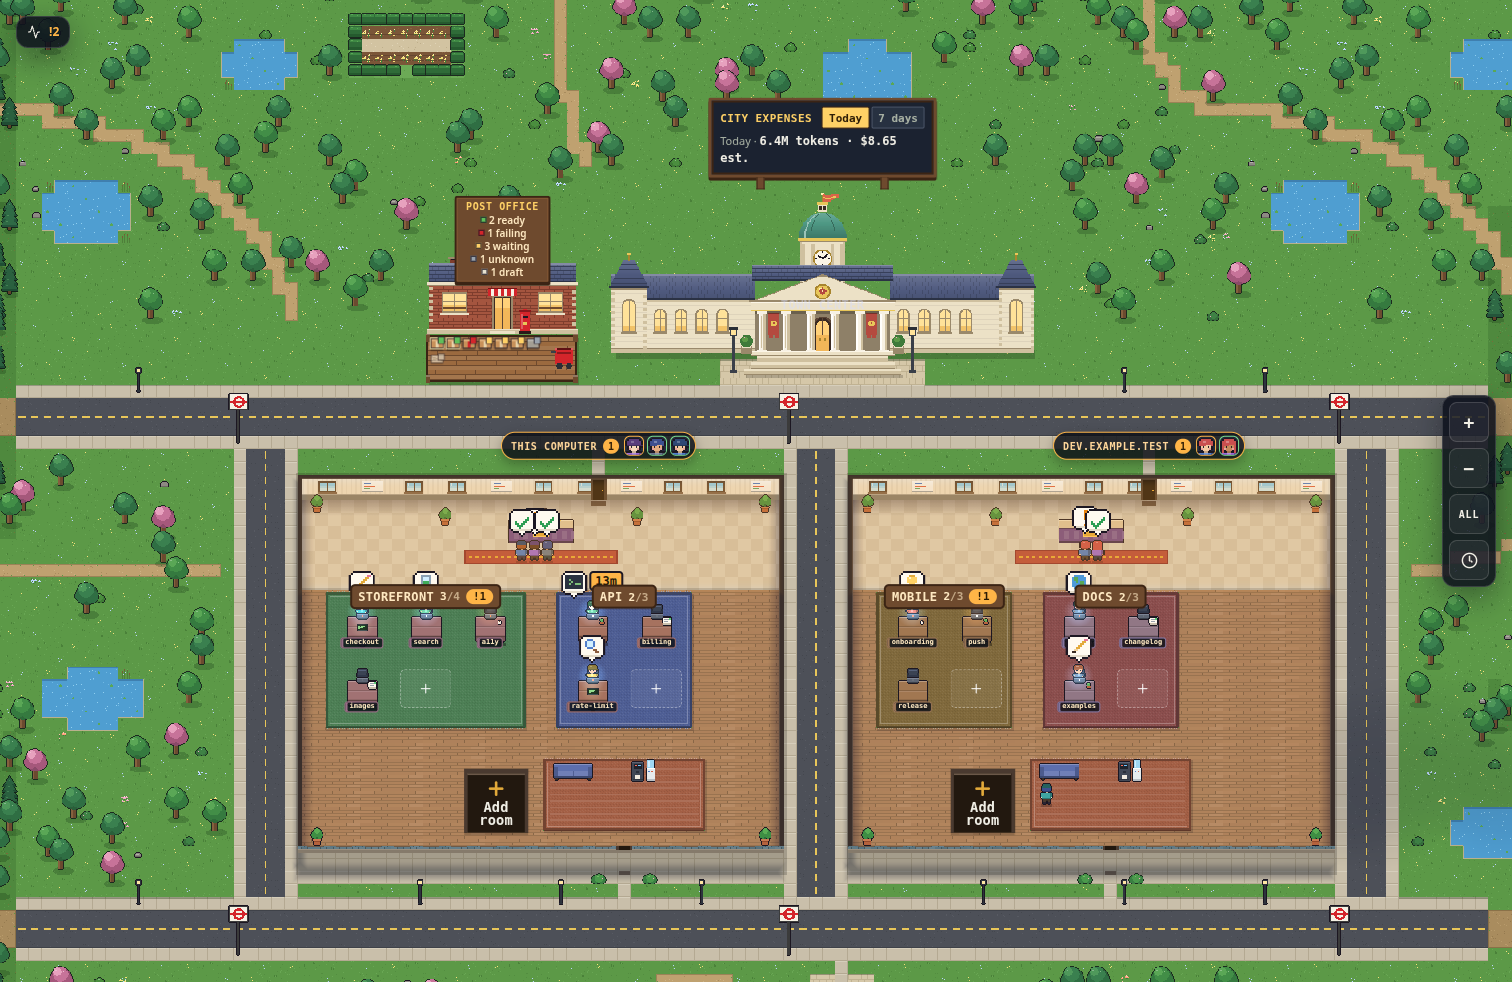 !2
CITY EXPENSES Today 7 days
Today · 6.4M tokens · $8.65
est.
POST OFFICE
2 ready
1 failing
3 waiting
1 unknown
1 draft
THIS COMPUTER 1
DEV.EXAMPLE.TEST 1
+
−
ALL
13m
STOREFRONT 3/4 !1
API 2/3
MOBILE 2/3 !1
DOCS 2/3
checkout
search
a11y
billing
onboarding
push
changelog
images
+
rate-limit
+
release
+
examples
+
+
Add
room
+
Add
room